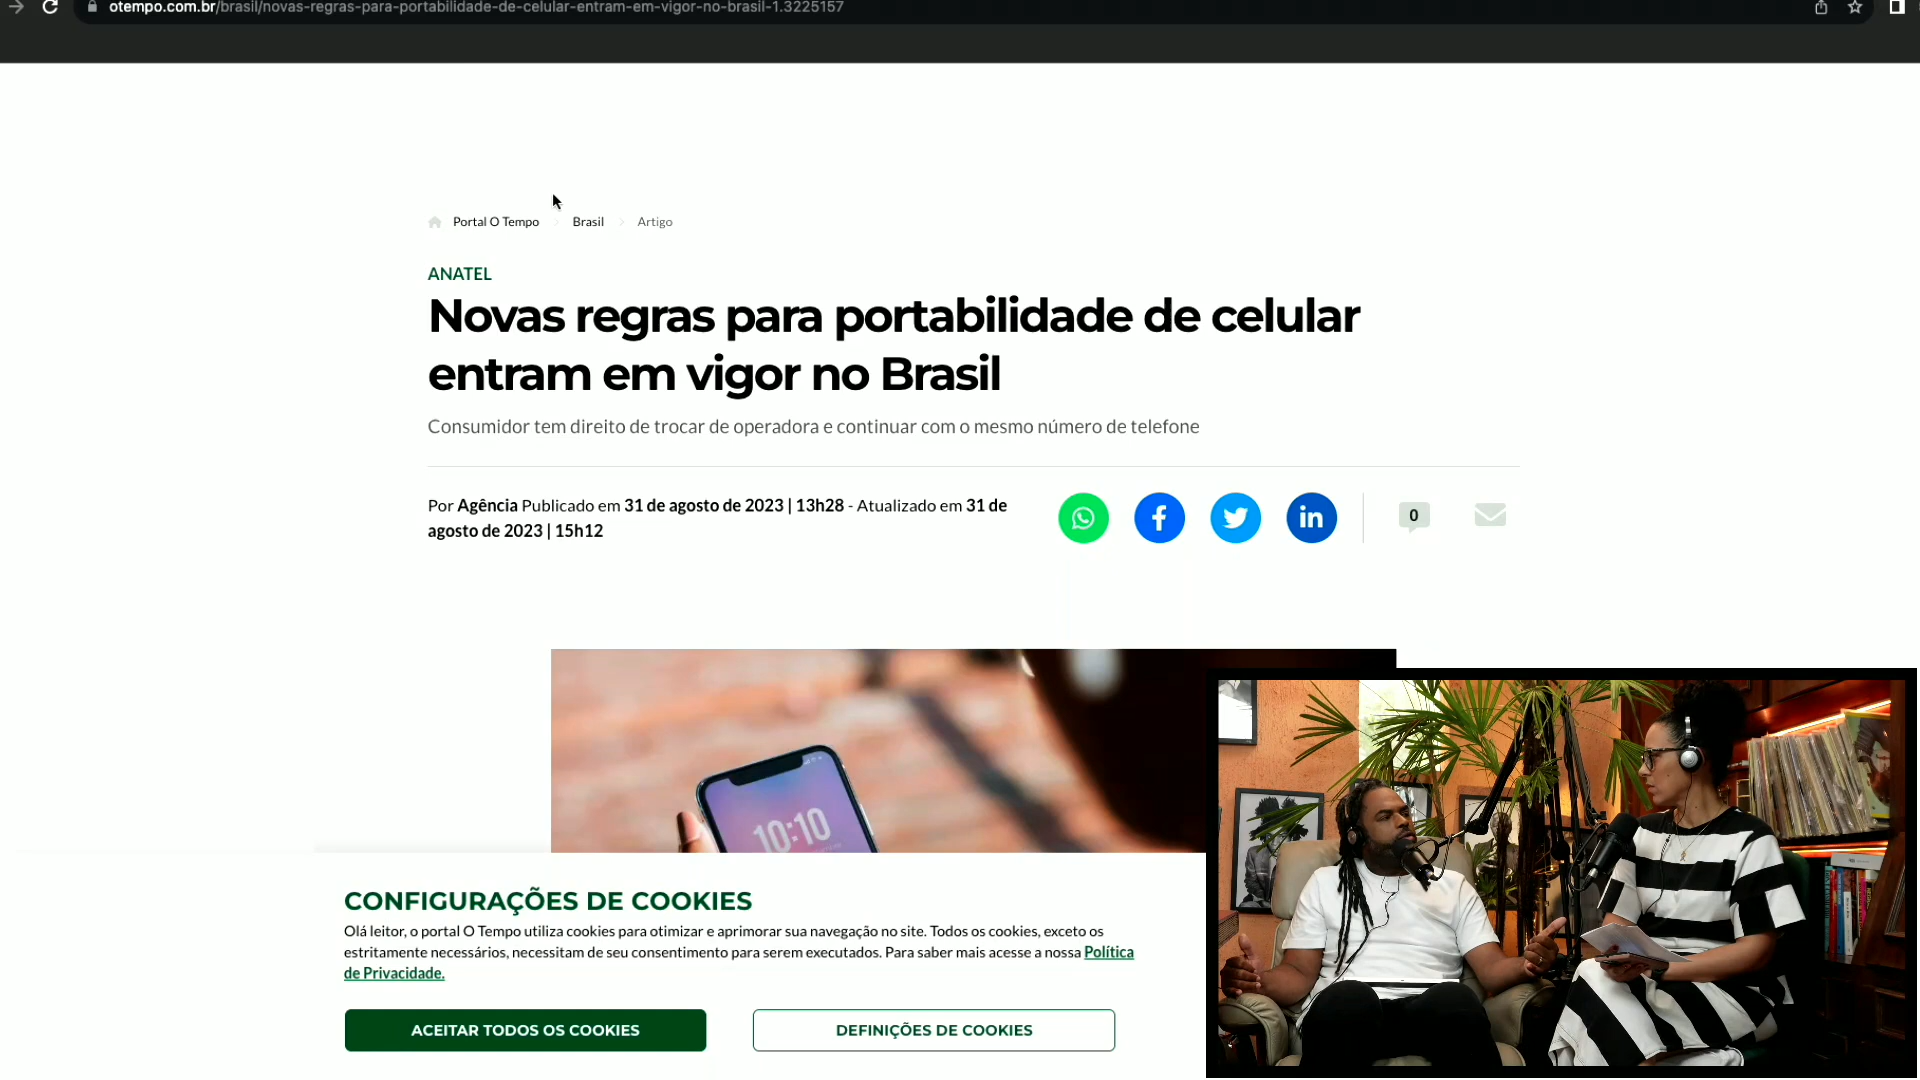 otempo.com.br/brasil/novas-regras-para-portabilidade-de-celular-entram-em-vigor-no-brasil-1.3225157
Portal O Tempo Brasil Artigo
ANATEL
Novas regras para portabilidade de celular
entram em vigor no Brasil
Consumidor tem direito de trocar de operadora e continuar com o mesmo número de telefone
Por Agência Publicado em 31 de agosto de 2023 | 13h28 - Atualizado em 31 de
agosto de 2023 | 15h12
in
0
10:10
CONFIGURAÇÕES DE COOKIES
Olá leitor, o portal O Tempo utiliza cookies para otimizar e aprimorar sua navegação no site. Todos os cookies, exceto os
estritamente necessários, necessitam de seu consentimento para serem executados. Para saber mais acesse a nossa Política
de Privacidade.
ACEITAR TODOS OS COOKIES
DEFINIÇÕES DE COOKIES